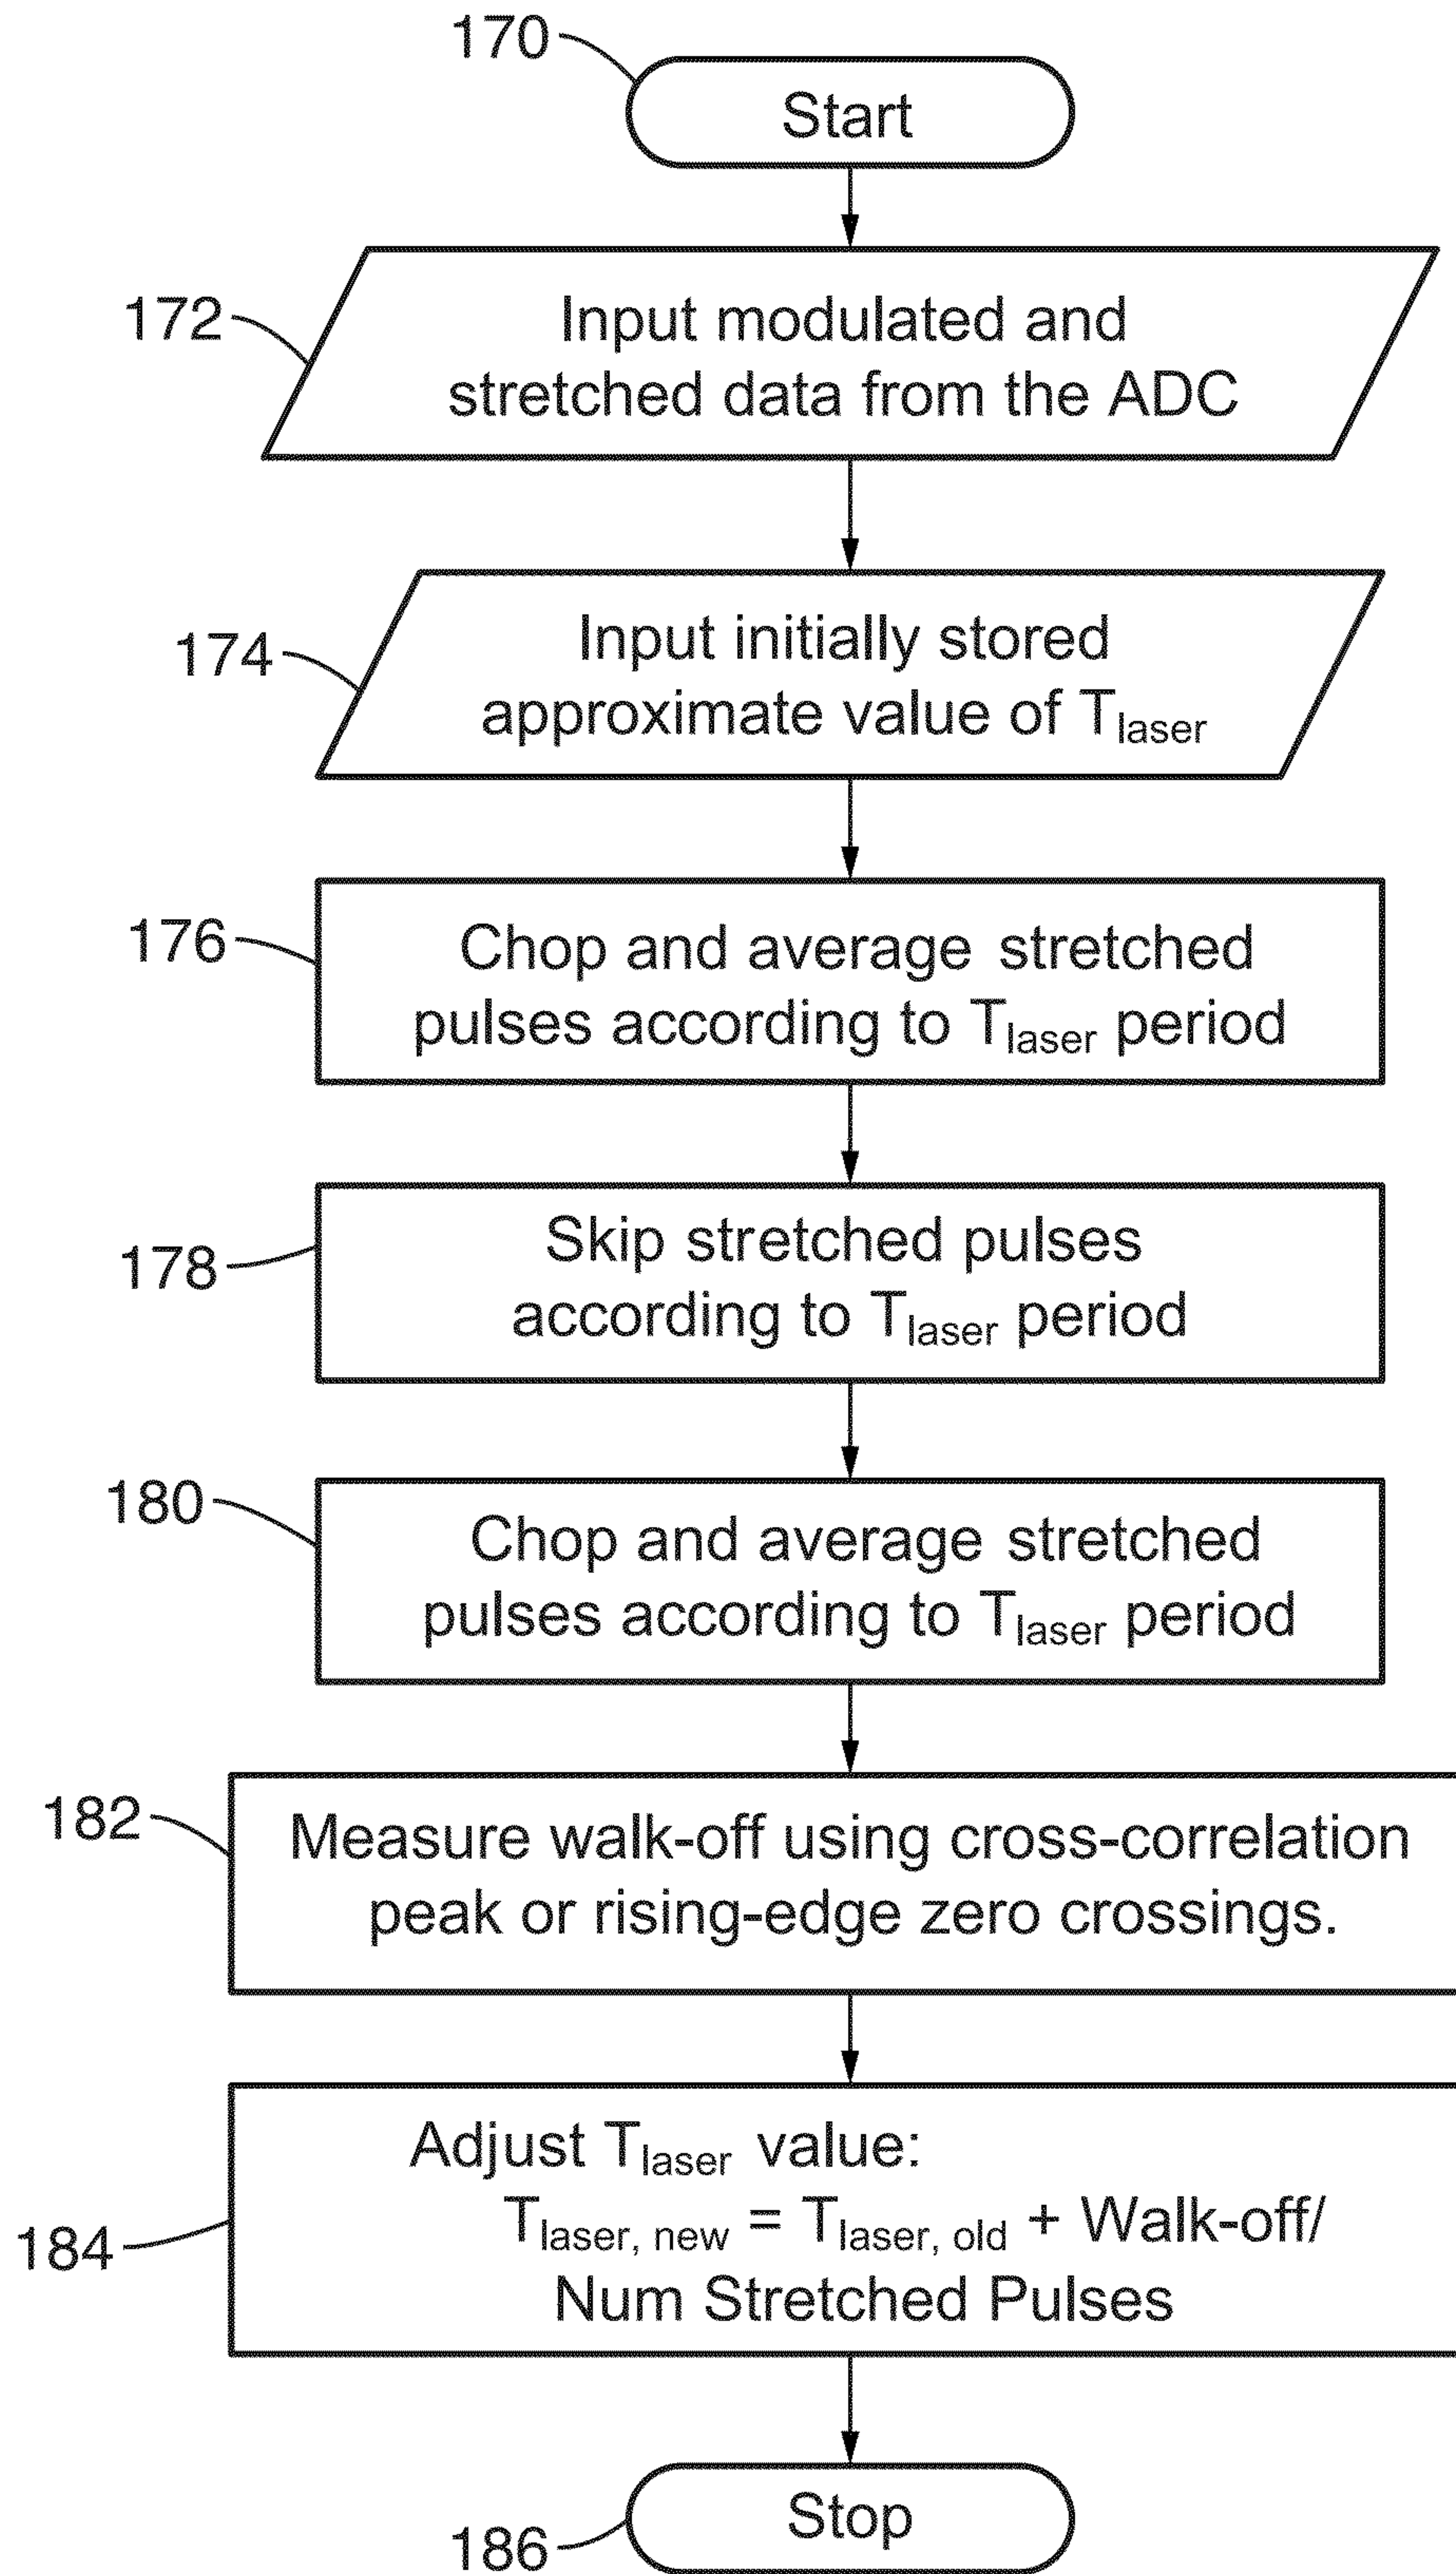 170
Start
172
Input modulated and
stretched data from the ADC
174
Input initially stored
approximate value of Tlaser
176
Chop and average stretched
pulses according to Tlaser period
178
Skip stretched pulses
according to Tlaser period
180
Chop and average stretched
pulses according to Tlaser period
182
Measure walk-off using cross-correlation
peak or rising-edge zero crossings.
184
Adjust Tlaser value:
Tlaser, new = Tlaser, old + Walk-off/
Num Stretched Pulses
Stop
186